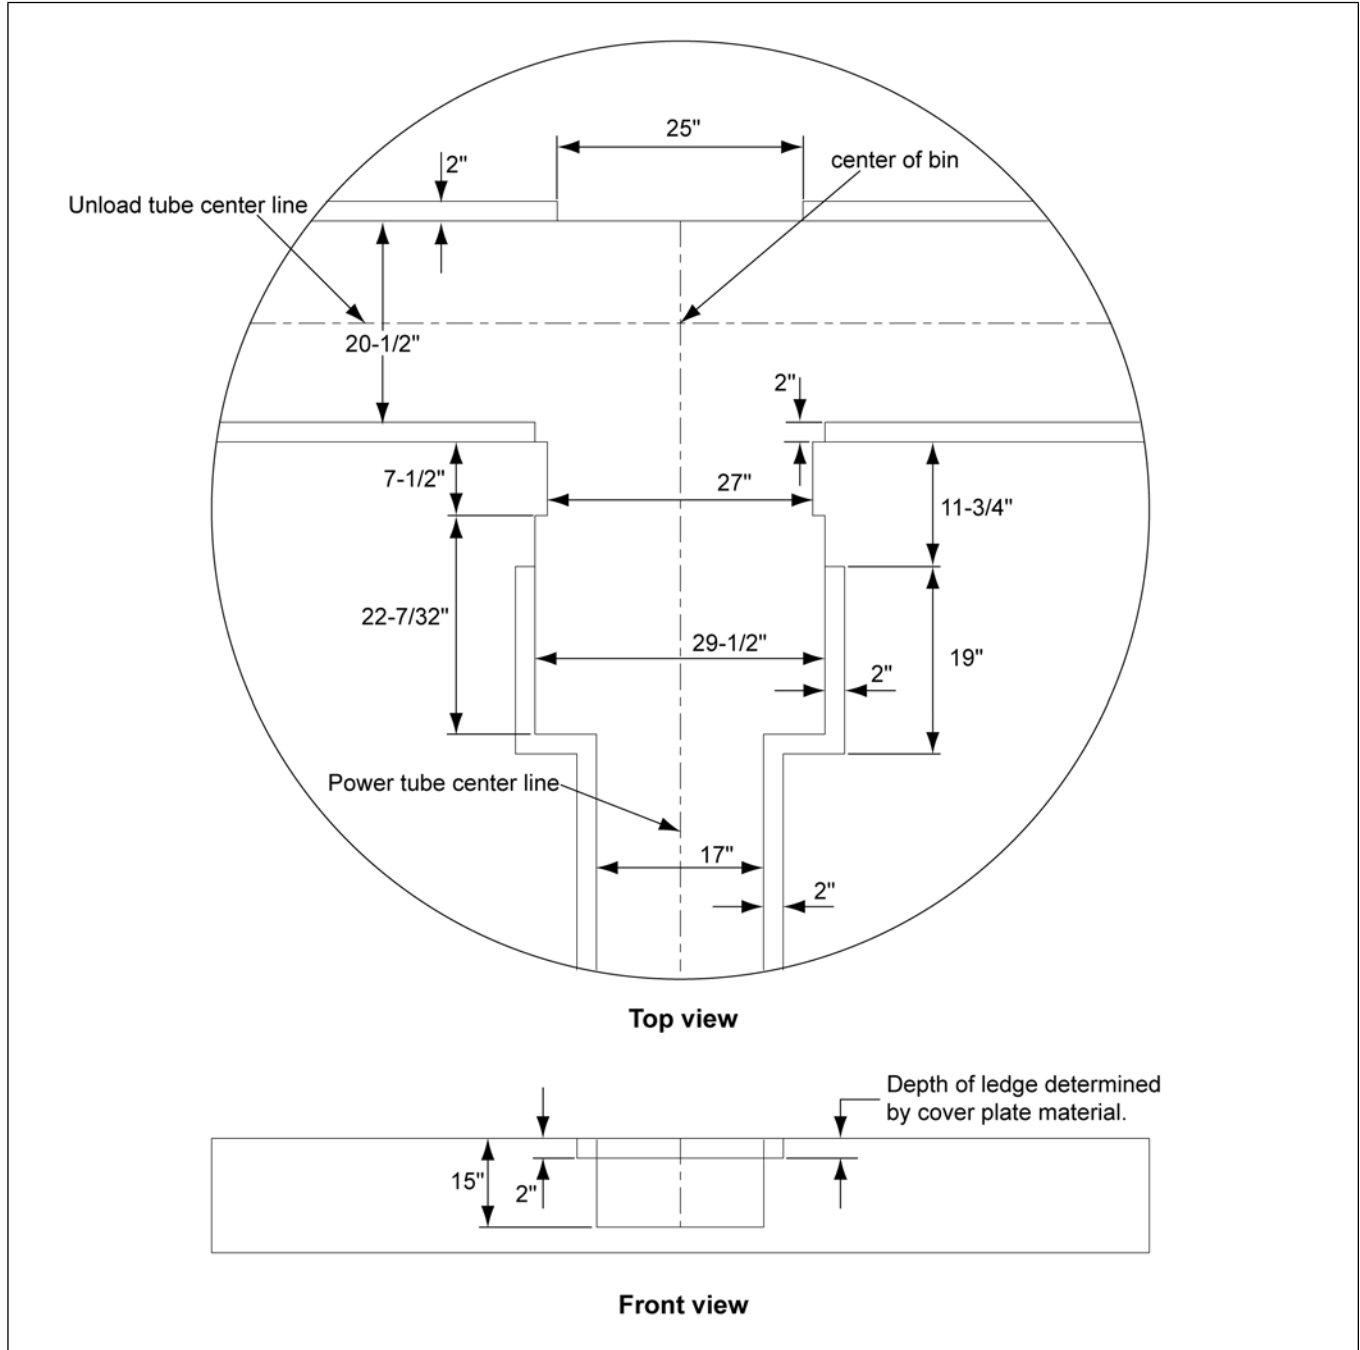 25"
2"
center of bin
Unload tube center line
20-1/2"
2"
7-1/2"
27"
11-3/4"
22-7/32"
29-1/2"
19"
2"
Power tube center line
17"
2"
Top view
Depth of ledge determined
by cover plate material.
15"
2"
Front view